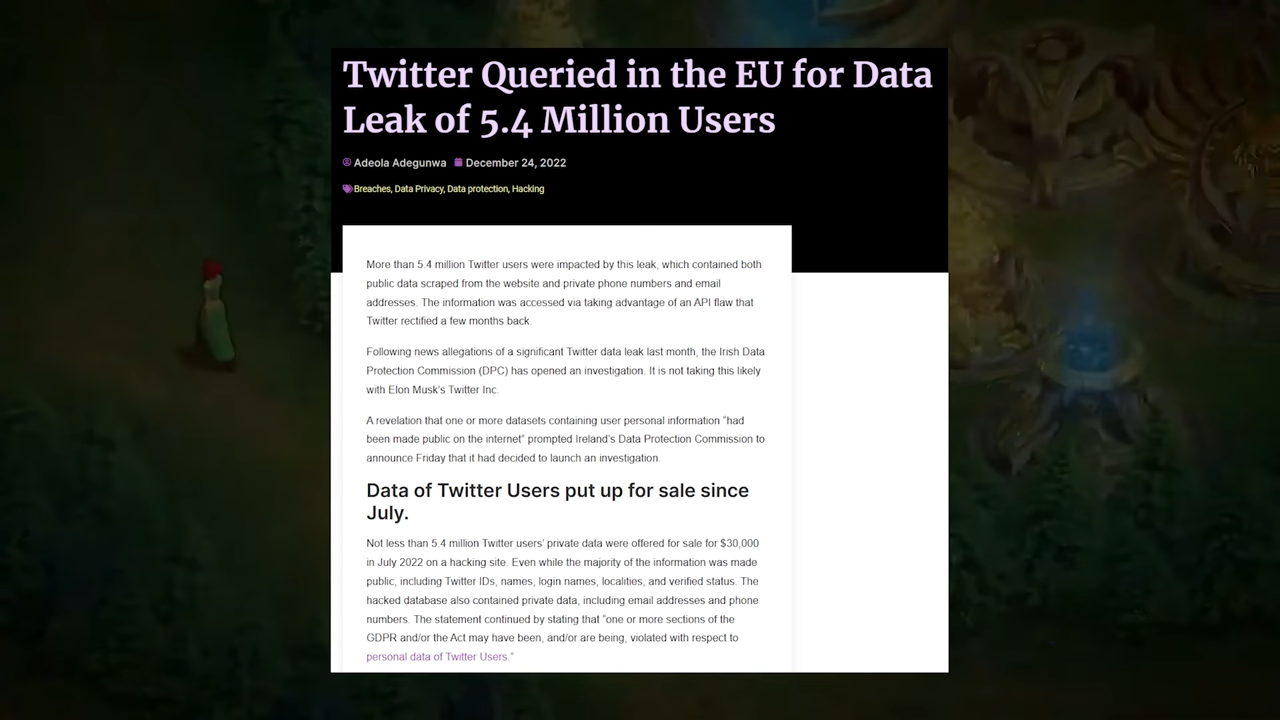 Twitter Queried in the EU for Data
Leak of 5.4 Million Users
Adeola Adegunwa December 24, 2022
Breaches, Data Privacy, Data protection, Hacking
More than 5.4 million Twitter users were impacted by this leak, which contained both
public data scraped from the website and private phone numbers and email
addresses. The information was accessed via taking advantage of an API flaw that
Twitter rectified a few months back.
Following news allegations of a significant Twitter data leak last month, the Irish Data
Protection Commission (DPC) has opened an investigation. It is not taking this likely
with Elon Musk's Twitter Inc.
A revelation that one or more datasets containing user personal information “had
been made public on the internet” prompted Ireland's Data Protection Commission to
announce Friday that it had decided to launch an investigation.
Data of Twitter Users put up for sale since
July.
Not less than 5.4 million Twitter users' private data were offered for sale for $30,000
in July 2022 on a hacking site. Even while the majority of the information was made
public, including Twitter IDs, names, login names, localities, and verified status. The
hacked database also contained private data, including email addresses and phone
numbers. The statement continued by stating that “one or more sections of the
GDPR and/or the Act may have been, and/or are being, violated with respect to
personal data of Twitter Users.”